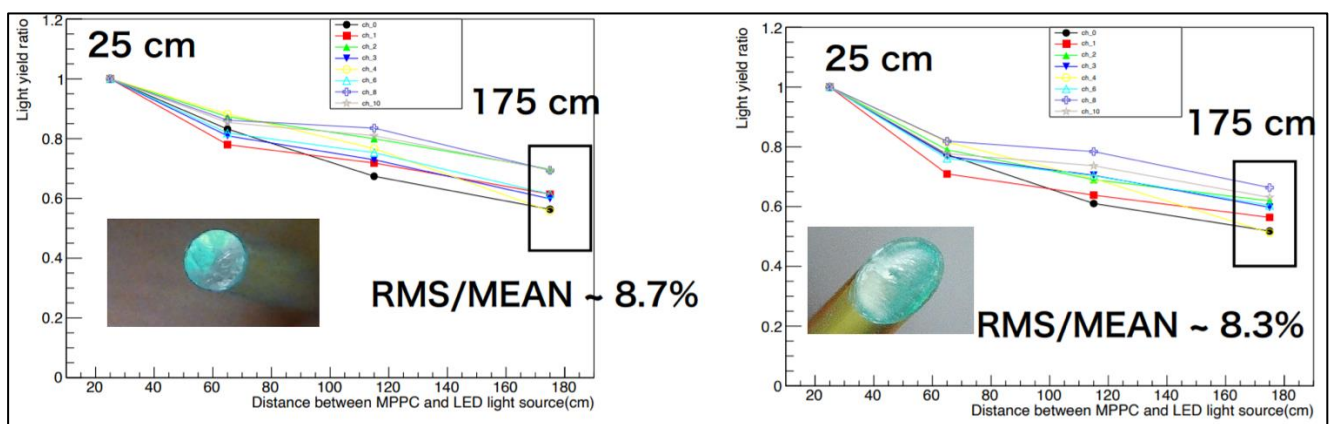 1.2
1
0.8
0.6
0.4
0.2
0
Light yield ratio
25 cm
ch_0
ch_1
ch_2
ch_3
ch_4
ch_6
ch_8
ch_10
175 cm
RMS/MEAN ~ 8.7%
20 40 60 80 100 120 140 160 180
Distance between MPPC and LED light source(cm)
1.2
1
0.8
0.6
0.4
0.2
0
Light yield ratio
25 cm
ch_0
ch_1
ch_2
ch_3
ch_4
ch_6
ch_8
ch_10
175 cm
RMS/MEAN ~ 8.3%
20 40 60 80 100 120 140 160 180
Distance between MPPC and LED light source(cm)